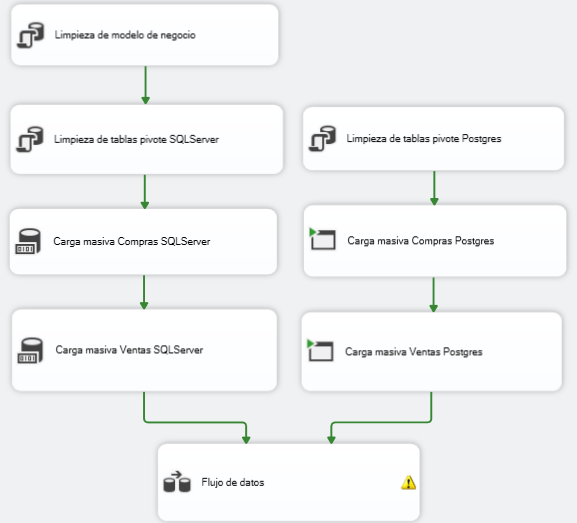 Limpieza de modelo de negocio
Limpieza de tablas pivote SQLServer
Limpieza de tablas pivote Postgres
Carga masiva Compras SQLServer
Carga masiva Compras Postgres
Carga masiva Ventas SQLServer
Carga masiva Ventas Postgres
Flujo de datos